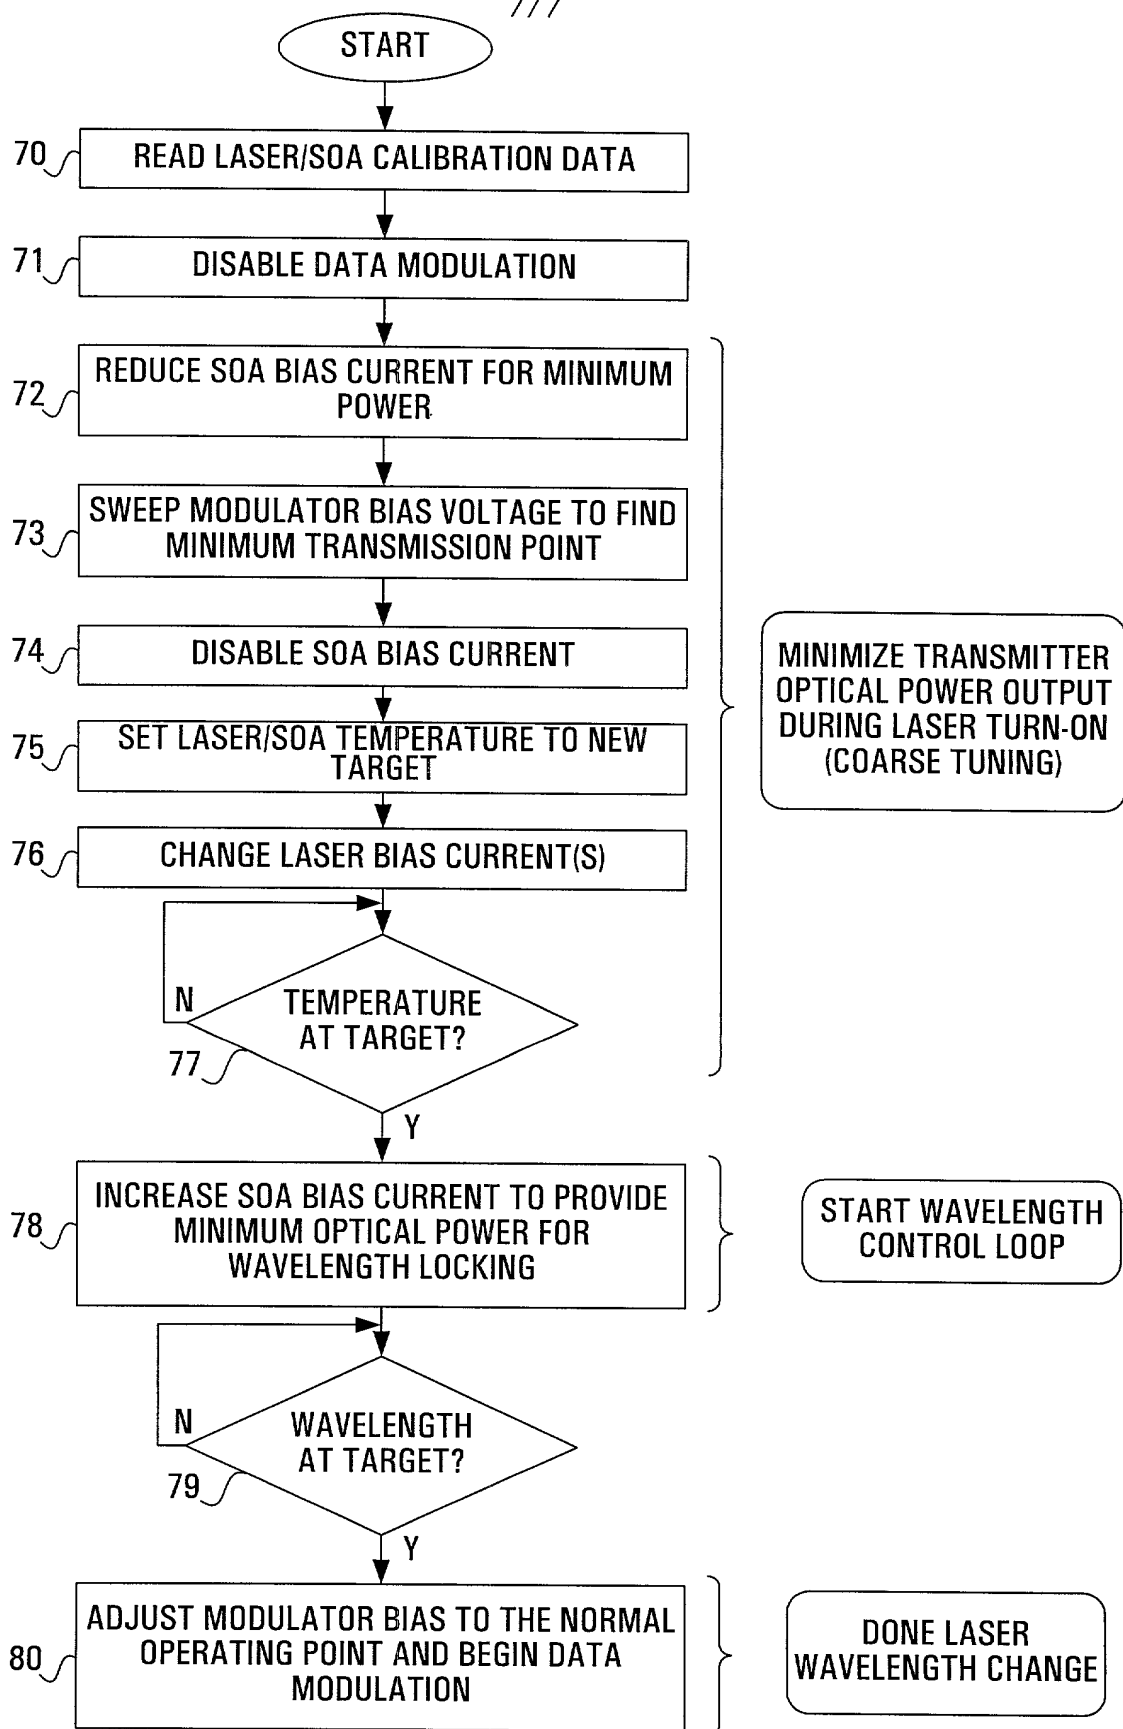 START
70
READ LASER/SOA CALIBRATION DATA
71
DISABLE DATA MODULATION
72
REDUCE SOA BIAS CURRENT FOR MINIMUM
POWER
73
SWEEP MODULATOR BIAS VOLTAGE TO FIND
MINIMUM TRANSMISSION POINT
74
DISABLE SOA BIAS CURRENT
75
SET LASER/SOA TEMPERATURE TO NEW
TARGET
76
CHANGE LASER BIAS CURRENT(S)
MINIMIZE TRANSMITTER
OPTICAL POWER OUTPUT
DURING LASER TURN-ON
(COARSE TUNING)
N
TEMPERATURE
AT TARGET?
77
Y
78
INCREASE SOA BIAS CURRENT TO PROVIDE
MINIMUM OPTICAL POWER FOR
WAVELENGTH LOCKING
START WAVELENGTH
CONTROL LOOP
N
WAVELENGTH
AT TARGET?
79
Y
80
ADJUST MODULATOR BIAS TO THE NORMAL
OPERATING POINT AND BEGIN DATA
MODULATION
DONE LASER
WAVELENGTH CHANGE